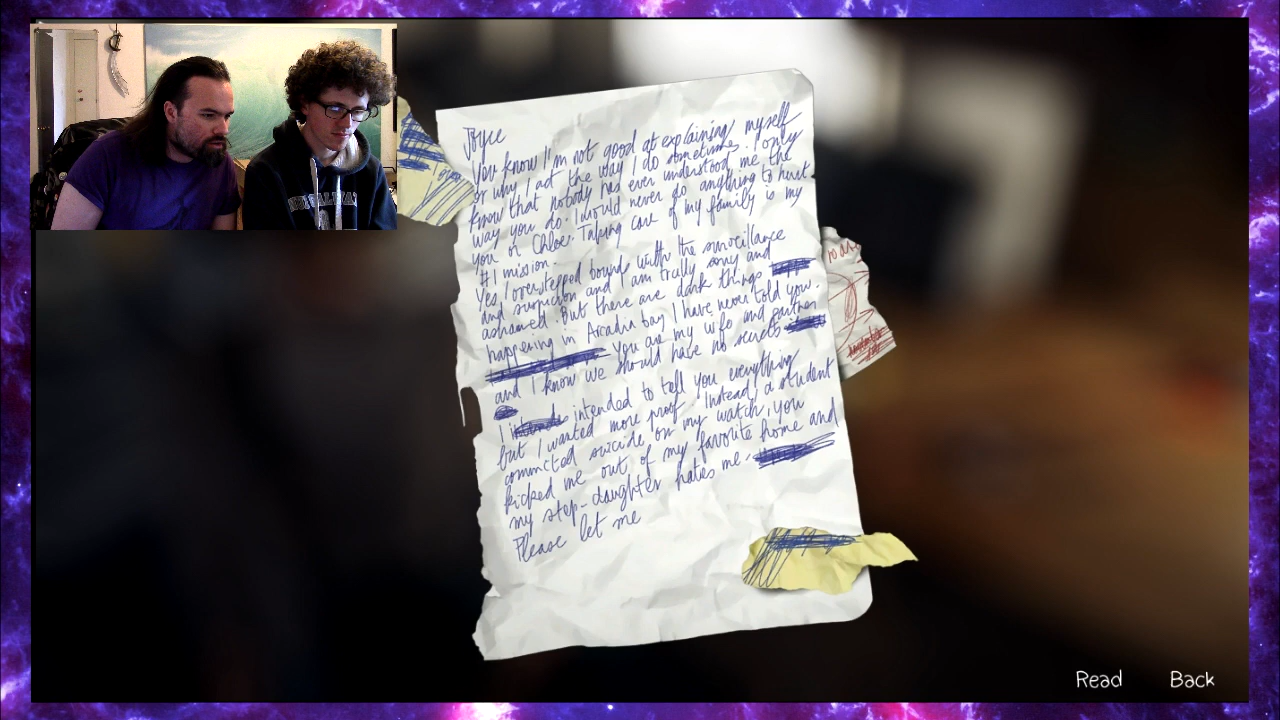 Joyce
You know I'm not good at explaining myself
or why I act the way I do sometimes. I only
know that nobody has ever understood me the
way you do. I would never do anything to hurt
you or Chloe. Taking care of my family is my
#1 mission.
Yes, I overstepped bounds with the surveillance
and suspicion and I am trully sorry and
ashamed. But there are dark things
happening in Arcadia bay I have never told you.
You are my wife and partner
and I know we should have no secrets
I intended to tell you everything
but I wanted more proof. Instead, a student
committed suicide on my watch, you
kicked me out of my favorite home and
my step-daughter hates me.
Please let me
Read
Back